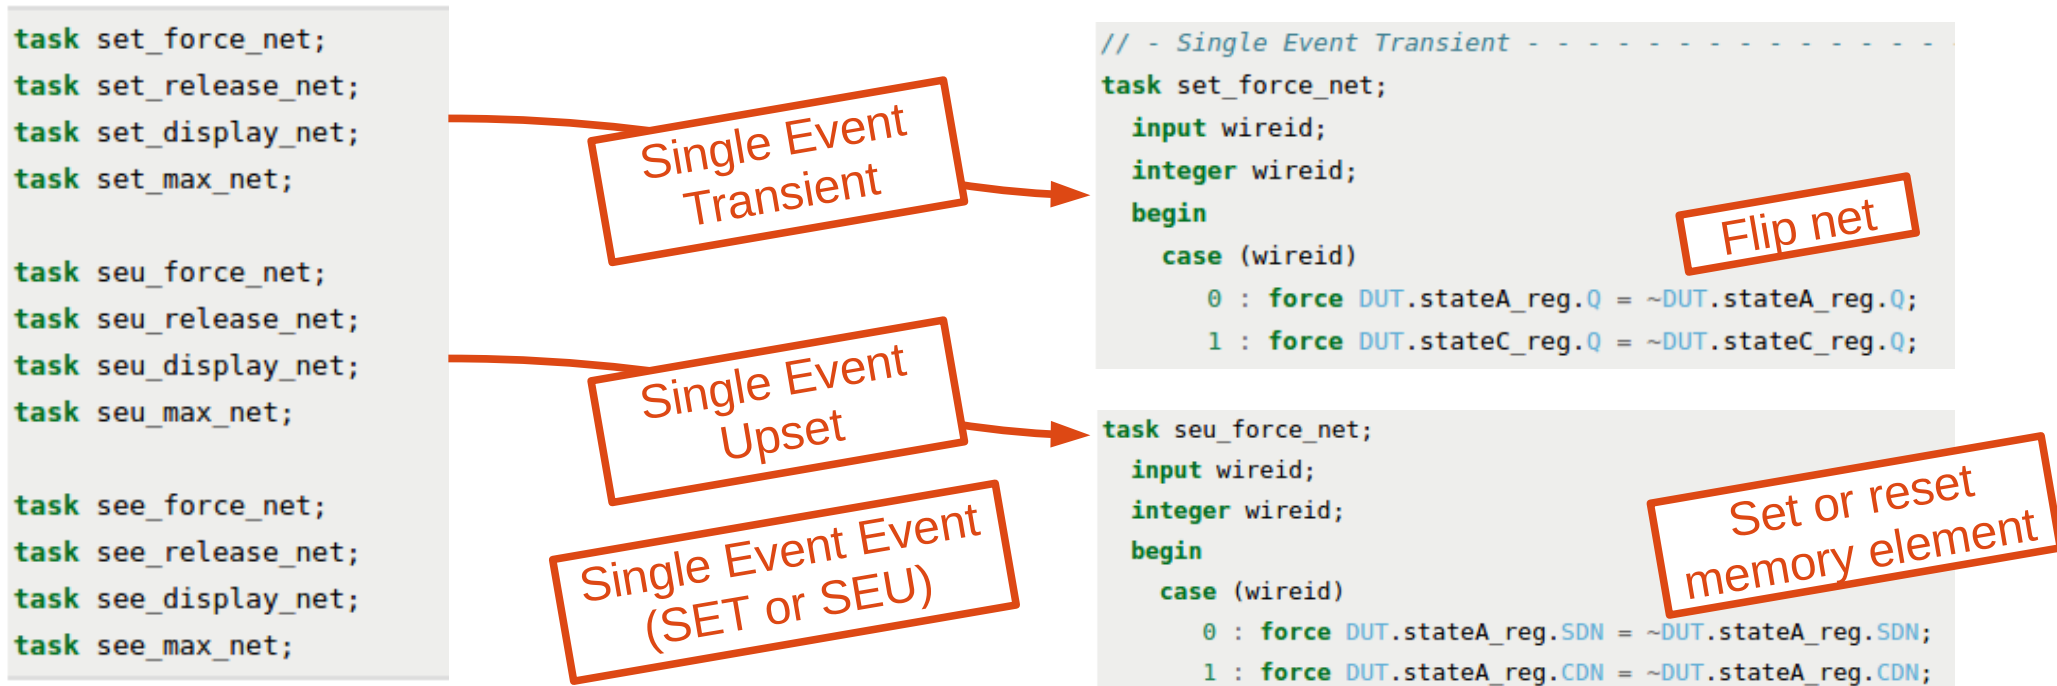 task set_force_net;
task set_release_net;
task set_display_net;
task set_max_net;
task seu_force_net;
task seu_release_net;
task seu_display_net;
task seu_max_net;
task see_force_net;
task see_release_net;
task see_display_net;
task see_max_net;
Single Event
Transient
Single Event
Upset
Single Event Event
(SET or SEU)
// - Single Event Transient - - - - - - - - - - - - - -
task set_force_net;
input wireid;
integer wireid;
begin
case (wireid)
0 : force DUT.stateA_reg.Q = ~DUT.stateA_reg.Q;
1 : force DUT.stateC_reg.Q = ~DUT.stateC_reg.Q;
Flip net
task seu_force_net;
input wireid;
integer wireid;
begin
case (wireid)
0 : force DUT.stateA_reg.SDN = ~DUT.stateA_reg.SDN;
1 : force DUT.stateA_reg.CDN = ~DUT.stateA_reg.CDN;
Set or reset
memory element